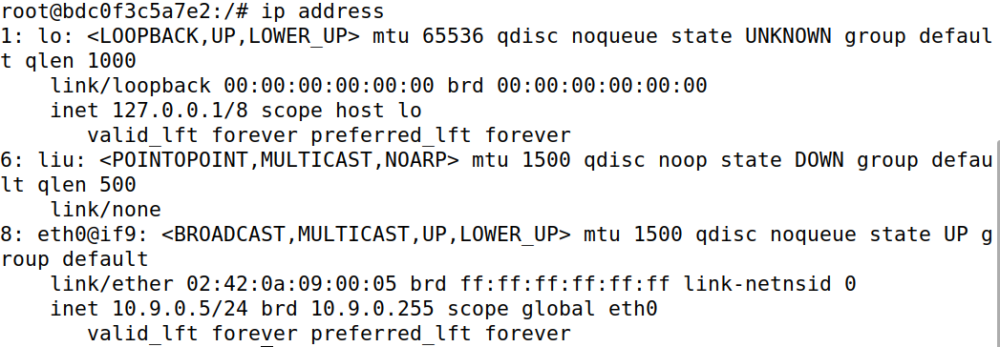 root@bdc0f3c5a7e2:/# ip address
1: lo: <LOOPBACK,UP,LOWER_UP> mtu 65536 qdisc noqueue state UNKNOWN group defaul
t qlen 1000
    link/loopback 00:00:00:00:00:00 brd 00:00:00:00:00:00
    inet 127.0.0.1/8 scope host lo
       valid_lft forever preferred_lft forever
6: liu: <POINTOPOINT,MULTICAST,NOARP> mtu 1500 qdisc noop state DOWN group defau
lt qlen 500
    link/none
8: eth0@if9: <BROADCAST,MULTICAST,UP,LOWER_UP> mtu 1500 qdisc noqueue state UP g
roup default
    link/ether 02:42:0a:09:00:05 brd ff:ff:ff:ff:ff:ff link-netnsid 0
    inet 10.9.0.5/24 brd 10.9.0.255 scope global eth0
       valid_lft forever preferred_lft forever